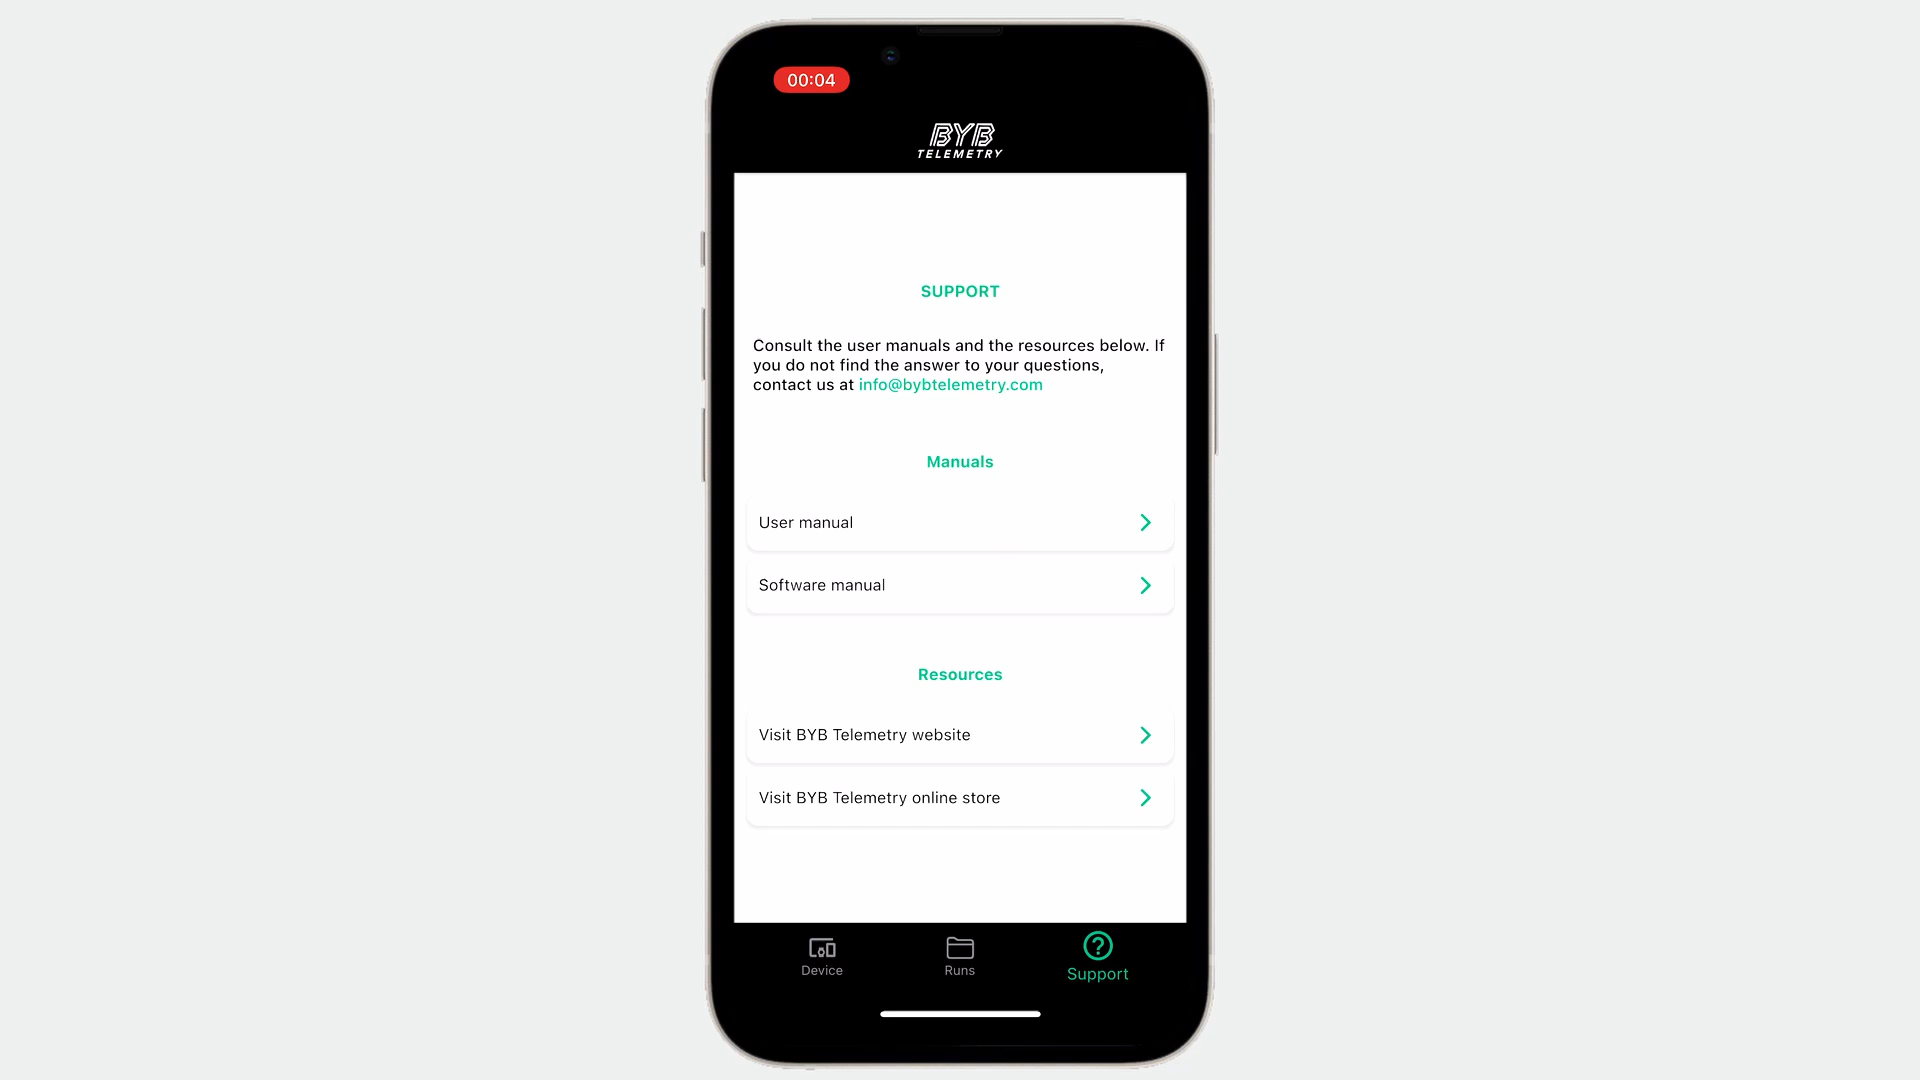 00:04
BYB
TELEMETRY
SUPPORT
Consult the user manuals and the resources below. If
you do not find the answer to your questions,
contact us at info@bybtelemetry.com
Manuals
User manual
Software manual
Resources
Visit BYB Telemetry website
Visit BYB Telemetry online store
Device
Runs
Support